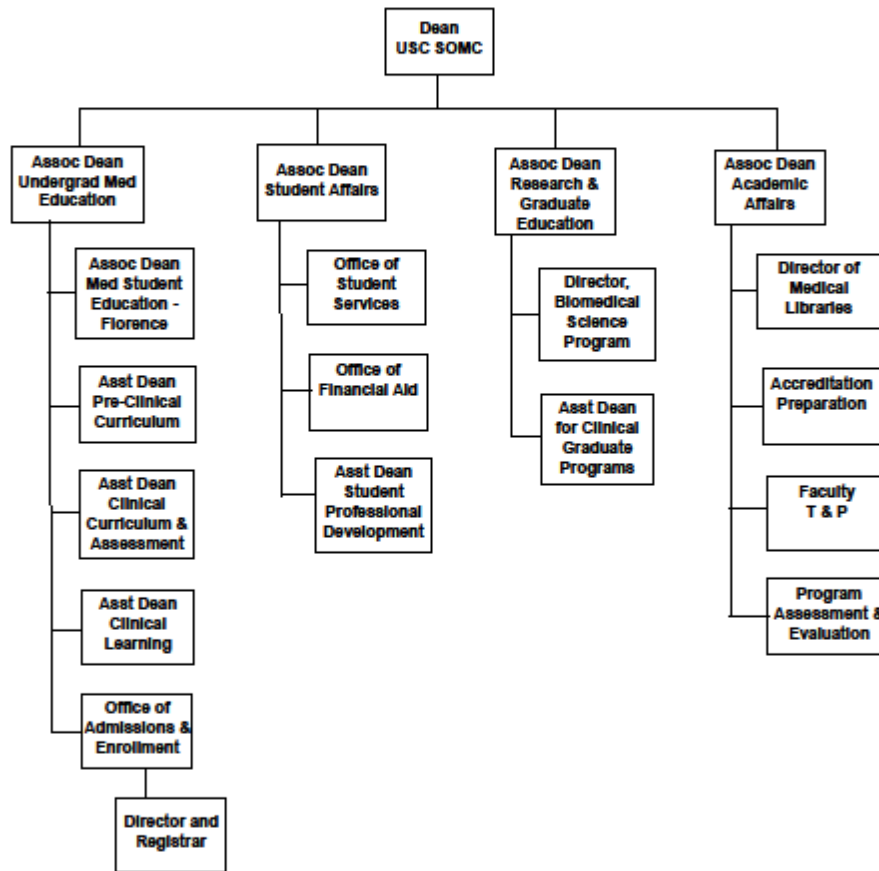 Dean
USC SOMC
Assoc Dean
Undergrad Med
Education
Assoc Dean
Med Student
Education -
Florence
Asst Dean
Pre-Clinical
Curriculum
Asst Dean
Clinical
Curriculum &
Assessment
Asst Dean
Clinical
Learning
Office of
Admissions &
Enrollment
Director and
Registrar
Assoc Dean
Student Affairs
Office of
Student
Services
Office of
Financial Aid
Asst Dean
Student
Professional
Development
Assoc Dean
Research &
Graduate
Education
Director,
Biomedical
Science
Program
Asst Dean
for Clinical
Graduate
Programs
Assoc Dean
Academic
Affairs
Director of
Medical
Libraries
Accreditation
Preparation
Faculty
T & P
Program
Assessment &
Evaluation